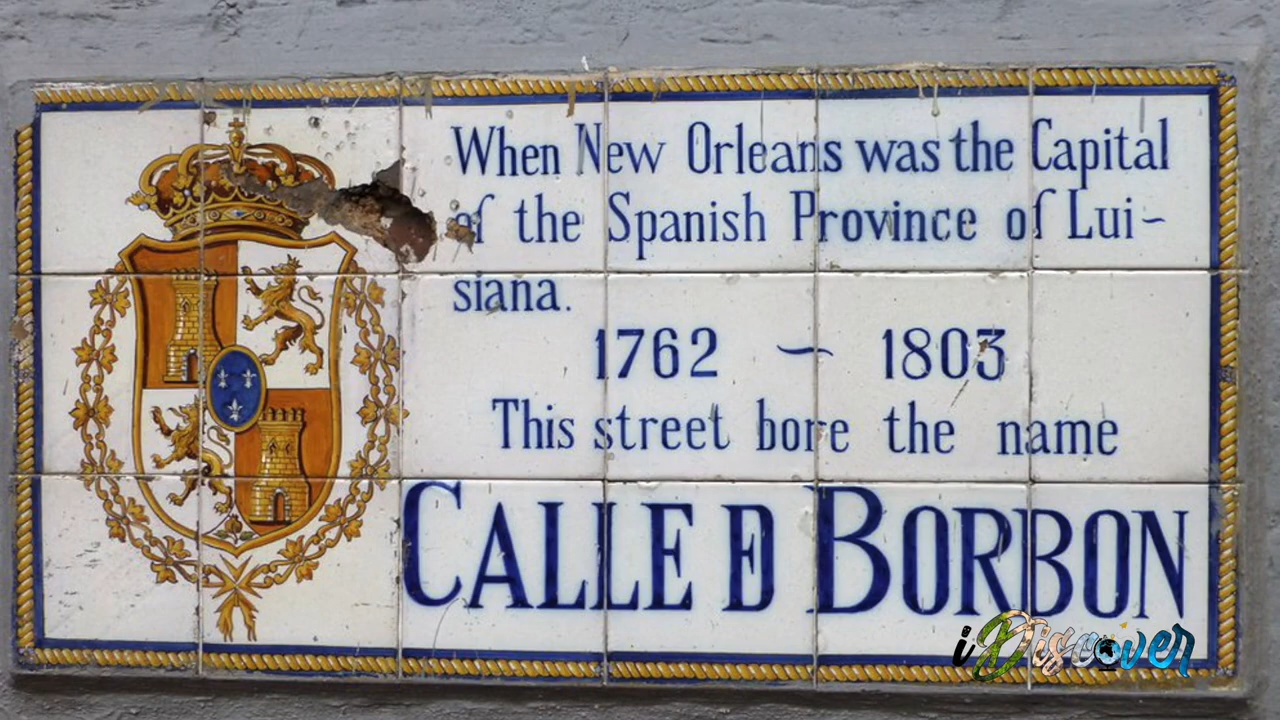 When New Orleans was the Capital
of the Spanish Province of Lui~
siana.
1762 ~ 1803
This street bore the name
CALLE DE BORBON
iDiscover